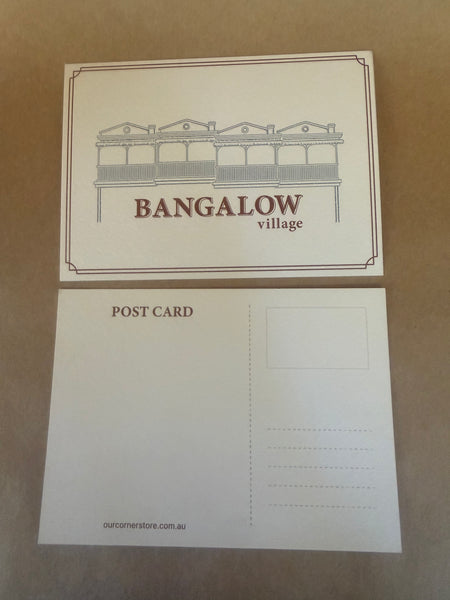 BANGALOW
village
POST CARD
ourcornerstore.com.au